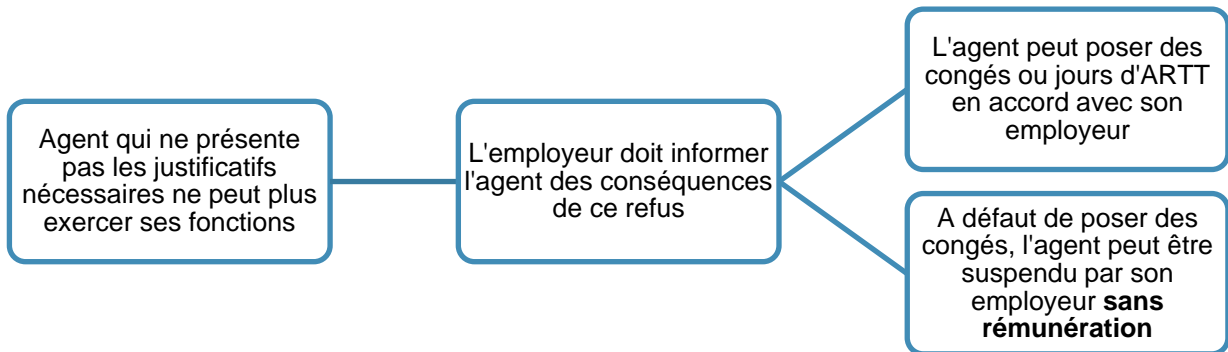 Agent qui ne présente
pas les justificatifs
nécessaires ne peut plus
exercer ses fonctions
L'employeur doit informer
l'agent des conséquences
de ce refus
L'agent peut poser des
congés ou jours d'ARTT
en accord avec son
employeur
A défaut de poser des
congés, l'agent peut être
suspendu par son
employeur sans
rémunération